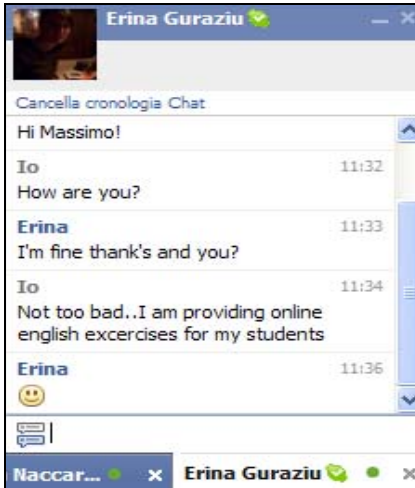 Erina Guraziu
Cancella cronologia Chat
Hi Massimo!
Io 11:32
How are you?
Erina 11:33
I'm fine thank's and you?
Io 11:34
Not too bad..I am providing online
english excercises for my students
Erina 11:36
Naccar... Erina Guraziu